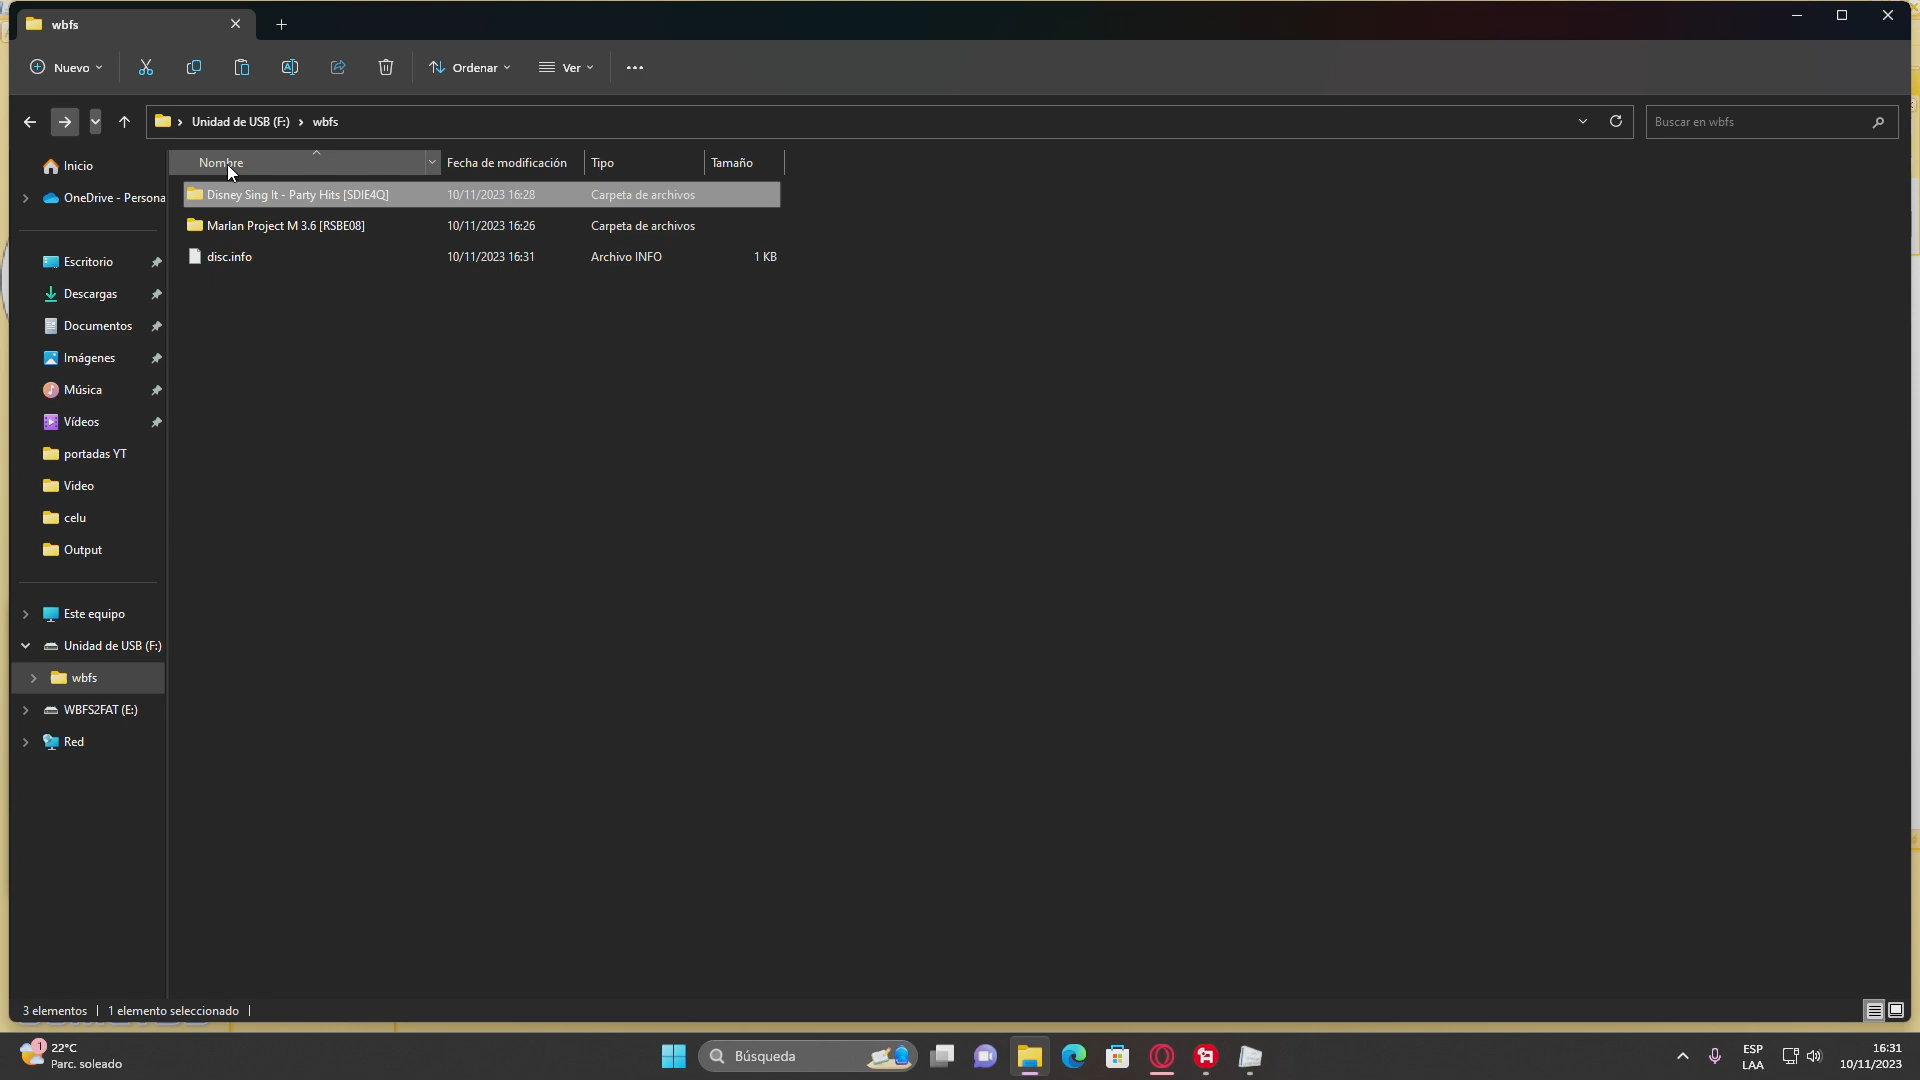 wbfs
Nuevo
Ordenar
Ver
Unidad de USB (F:) > wbfs
Buscar en wbfs
Nombre Fecha de modificación Tipo Tamaño
Disney Sing It - Party Hits [SDIE4Q] 10/11/2023 16:28 Carpeta de archivos
Marlan Project M 3.6 [RSBE08] 10/11/2023 16:26 Carpeta de archivos
disc.info 10/11/2023 16:31 Archivo INFO 1 KB
Inicio
OneDrive - Persona
Escritorio
Descargas
Documentos
Imágenes
Música
Vídeos
portadas YT
Video
celu
Output
Este equipo
Unidad de USB (F:)
wbfs
WBFS2FAT (E:)
Red
3 elementos | 1 elemento seleccionado |
1
22°C
Parc. soleado
Búsqueda
ESP
LAA
16:31
10/11/2023